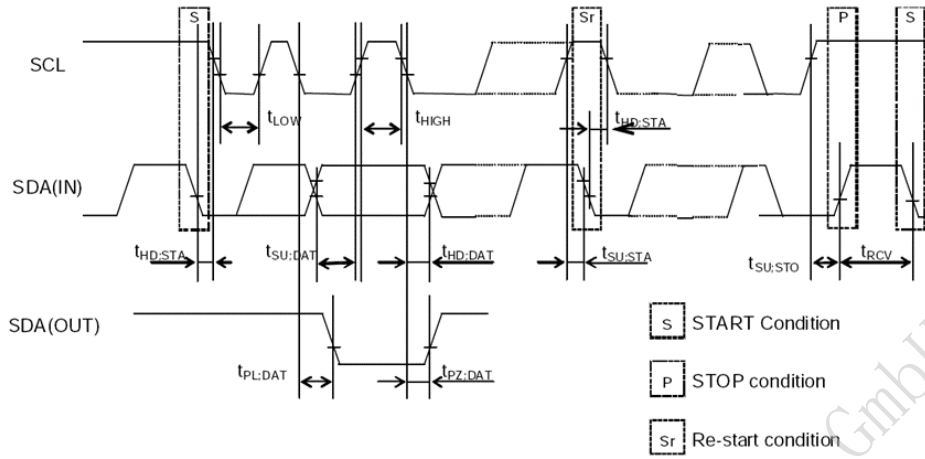 S
Sr
P
S
SCL
tLOW
tHIGH
tHD:STA
SDA(IN)
tHD:STA
tSU:DAT
tHD:DAT
tSU:STA
tSU:STO
tRCV
SDA(OUT)
tPL:DAT
tPZ:DAT
S START Condition
P STOP condition
Sr Re-start condition